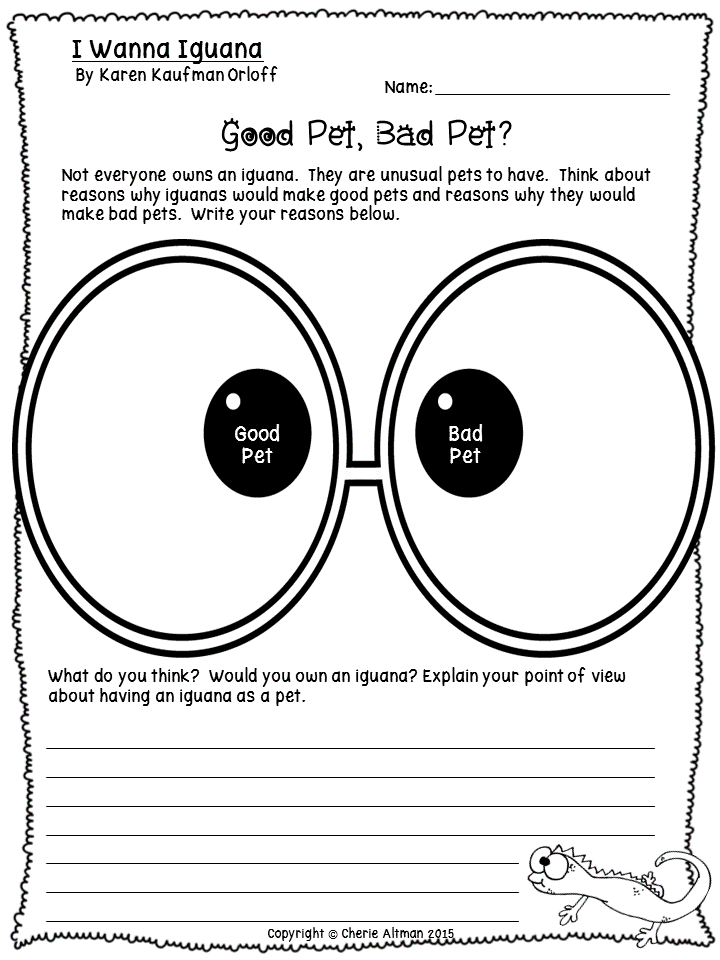 I Wanna Iguana
By Karen Kaufman Orloff
Name:
Good Pet, Bad Pet?
Not everyone owns an iguana. They are unusual pets to have. Think about
reasons why iguanas would make good pets and reasons why they would
make bad pets. Write your reasons below.
Good
Pet
Bad
Pet
What do you think? Would you own an iguana? Explain your point of view
about having an iguana as a pet.
Copyright © Cherie Altman 2015